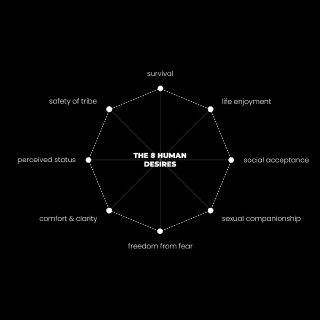 survival
safety of tribe
life enjoyment
perceived status
THE 8 HUMAN
DESIRES
social acceptance
comfort & clarity
sexual companionship
freedom from fear